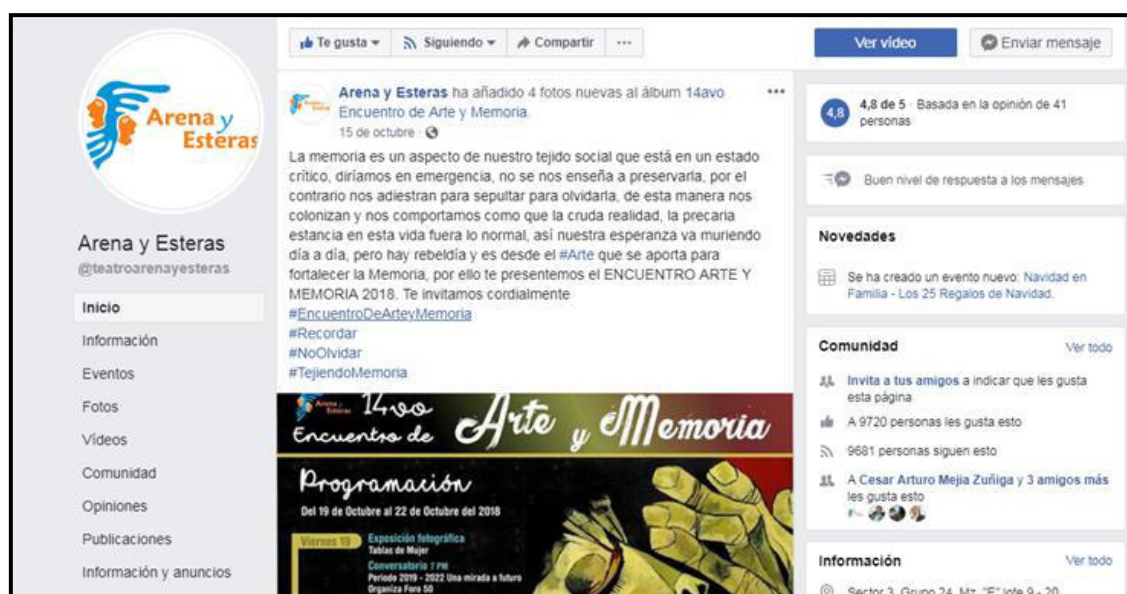 Te gusta
Siguiendo
Compartir
Ver vídeo
Enviar mensaje
Arena y
Esteras
Arena y Esteras
@teatroarenayesteras
Inicio
Información
Eventos
Fotos
Vídeos
Comunidad
Opiniones
Publicaciones
Información y anuncios
Arena y Esteras ha añadido 4 fotos nuevas al álbum 14avo
Encuentro de Arte y Memoria.
15 de octubre ·
La memoria es un aspecto de nuestro tejido social que está en un estado
crítico, diríamos en emergencia, no se nos enseña a preservarla, por el
contrario nos adiestran para sepultar para olvidarla, de esta manera nos
colonizan y nos comportamos como que la cruda realidad, la precaria
estancia en esta vida fuera lo normal, así nuestra esperanza va muriendo
día a día, pero hay rebeldía y es desde el #Arte que se aporta para
fortalecer la Memoria, por ello te presentemos el ENCUENTRO ARTE Y
MEMORIA 2018. Te invitamos cordialmente
#EncuentroDeArteyMemoria
#Recordar
#NoOlvidar
#TejiendoMemoria
Arena y
Esteras
14vo
Encuentro de Arte y Memoria
Programación
Del 19 de Octubre al 22 de Octubre del 2018
Viernes 19
Exposición fotográfica
Tablas de Mujer
Conversatorio 7 PM
Periodo 2019 - 2022 Una mirada a futuro
Organiza Foro 50
4,8
4,8 de 5 · Basada en la opinión de 41
personas
Buen nivel de respuesta a los mensajes
Novedades
Se ha creado un evento nuevo: Navidad en
Familia - Los 25 Regalos de Navidad.
Comunidad
Ver todo
Invita a tus amigos a indicar que les gusta
esta página
A 9720 personas les gusta esto
9681 personas siguen esto
A Cesar Arturo Mejia Zuñiga y 3 amigos más
les gusta esto
Información
Ver todo
Sector 3, Grupo 24, Mz. "E" lote 9 - 20